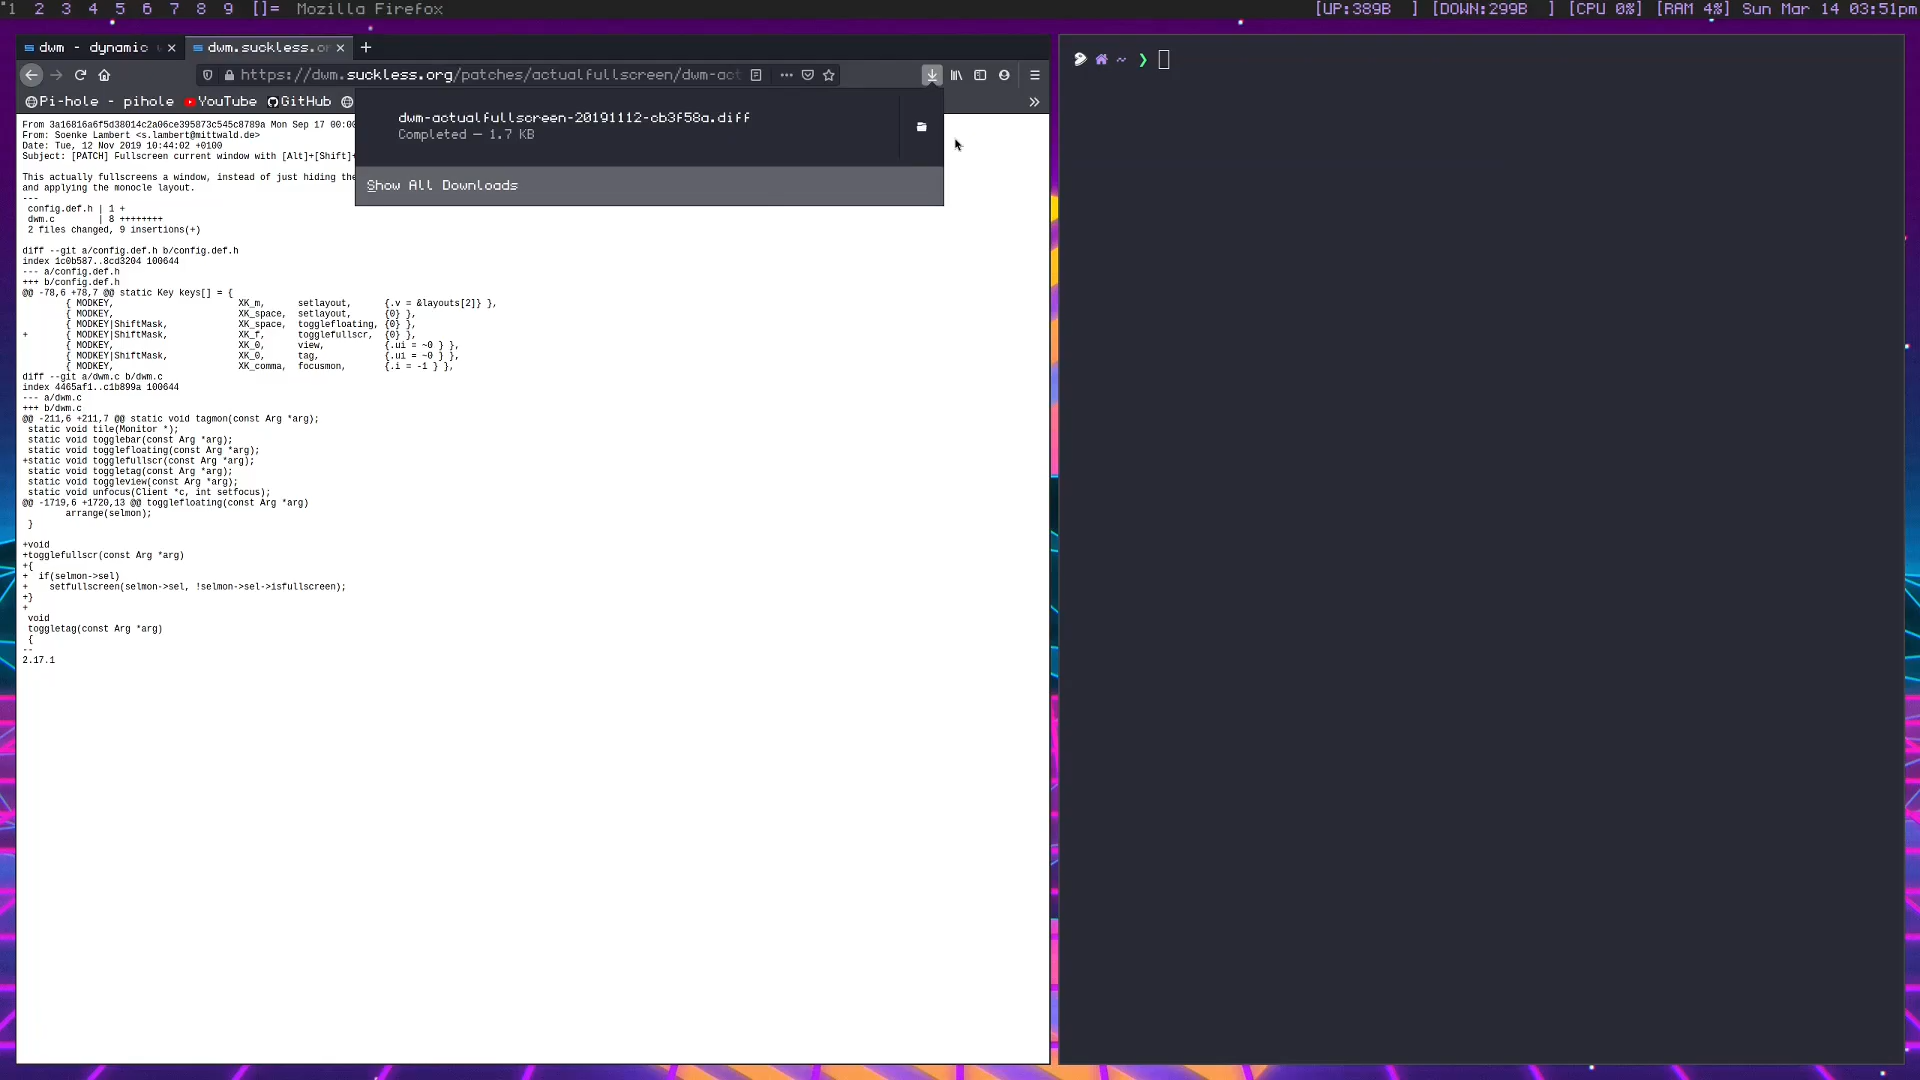 1 2 3 4 5 6 7 8 9 []= Mozilla Firefox [UP:389B ] [DOWN:299B ] [CPU 0%] [RAM 4%] Sun Mar 14 03:51pm
dwm - dynamic dwm.suckless.or
https://dwm.suckless.org/patches/actualfullscreen/dwm-act
Pi-hole - pihole YouTube GitHub
dwm-actualfullscreen-20191112-cb3f58a.diff
Completed — 1.7 KB
Show All Downloads
From 3a16816a6f5d38014c2a06ce395873c545c8789a Mon Sep 17 00:00
From: Soenke Lambert <s.lambert@mittwald.de>
Date: Tue, 12 Nov 2019 10:44:02 +0100
Subject: [PATCH] Fullscreen current window with [Alt]+[Shift]+
This actually fullscreens a window, instead of just hiding the
and applying the monocle layout.
---
config.def.h | 1 +
dwm.c | 8 ++++++++
2 files changed, 9 insertions(+)
diff --git a/config.def.h b/config.def.h
index 1c0b587..8cd3204 100644
--- a/config.def.h
+++ b/config.def.h
@@ -78,6 +78,7 @@ static Key keys[] = {
{ MODKEY, XK_m, setlayout, {.v = &layouts[2]} },
{ MODKEY, XK_space, setlayout, {0} },
{ MODKEY|ShiftMask, XK_space, togglefloating, {0} },
+ { MODKEY|ShiftMask, XK_f, togglefullscr, {0} },
{ MODKEY, XK_0, view, {.ui = ~0 } },
{ MODKEY|ShiftMask, XK_0, tag, {.ui = ~0 } },
{ MODKEY, XK_comma, focusmon, {.i = -1 } },
diff --git a/dwm.c b/dwm.c
index 4465af1..c1b899a 100644
--- a/dwm.c
+++ b/dwm.c
@@ -211,6 +211,7 @@ static void tagmon(const Arg *arg);
static void tile(Monitor *);
static void togglebar(const Arg *arg);
static void togglefloating(const Arg *arg);
+static void togglefullscr(const Arg *arg);
static void toggletag(const Arg *arg);
static void toggleview(const Arg *arg);
static void unfocus(Client *c, int setfocus);
@@ -1719,6 +1720,13 @@ togglefloating(const Arg *arg)
arrange(selmon);
}
+void
+togglefullscr(const Arg *arg)
+{
+ if(selmon->sel)
+ setfullscreen(selmon->sel, !selmon->sel->isfullscreen);
+}
+
void
toggletag(const Arg *arg)
{
--
2.17.1
~ ❯